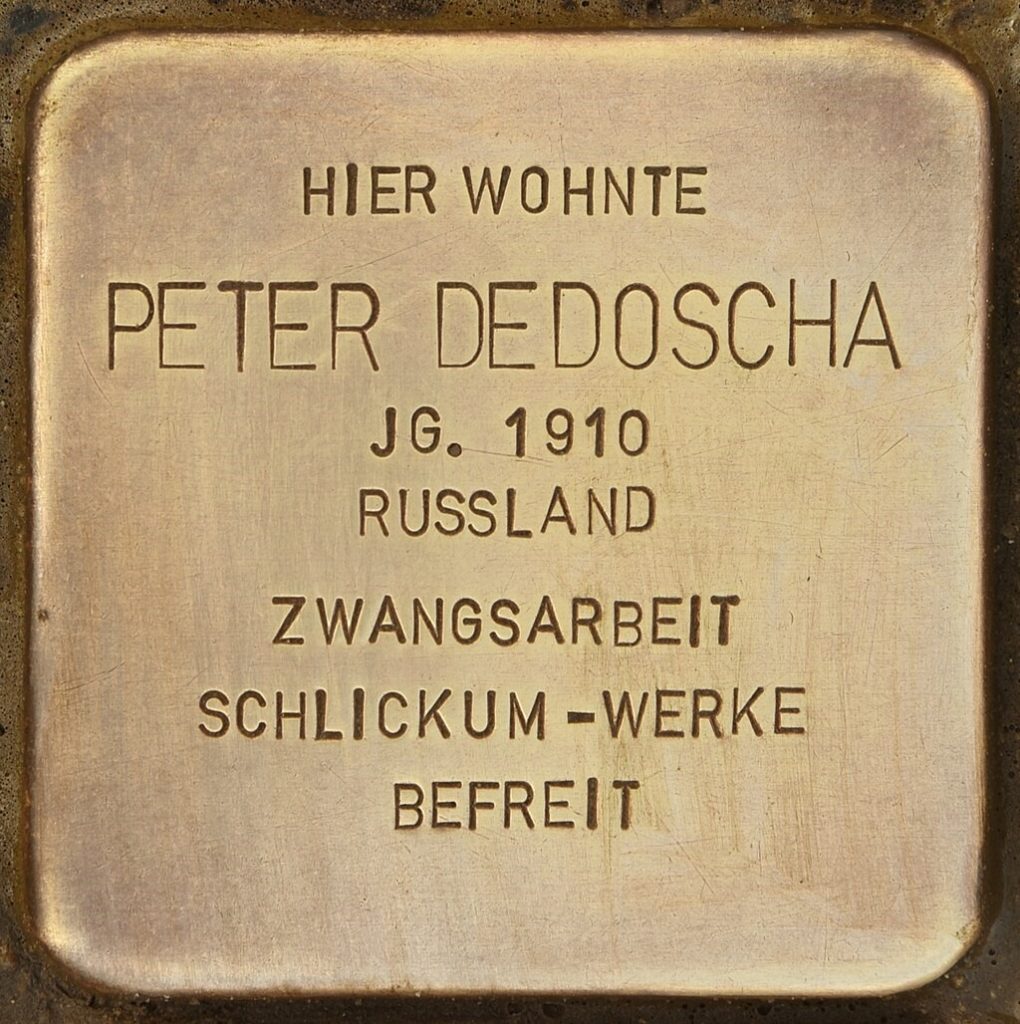 HIER WOHNTE
PETER DEDOSCHA
JG. 1910
RUSSLAND
ZWANGSARBEIT
SCHLICKUM-WERKE
BEFREIT